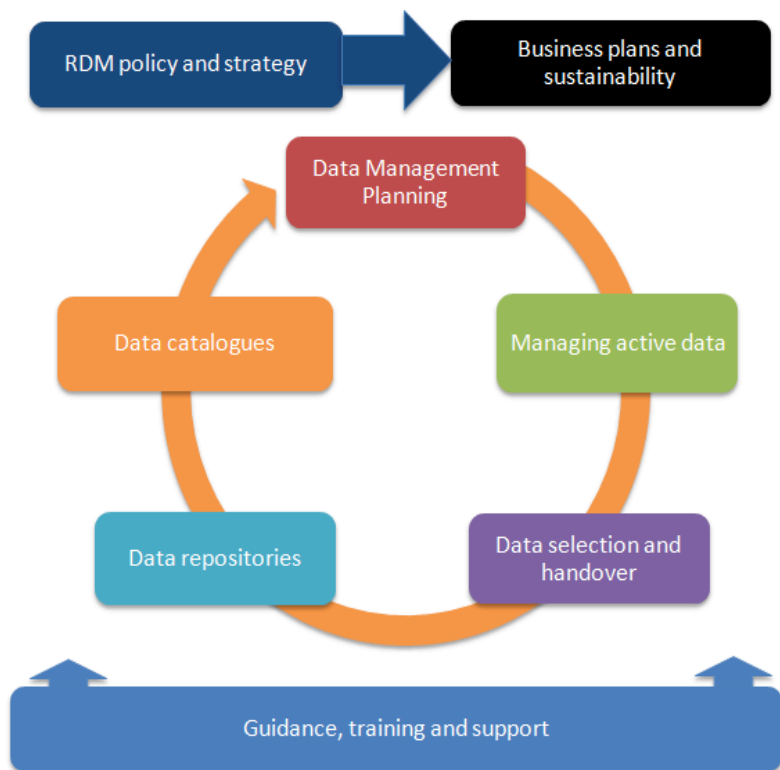 RDM policy and strategy
Business plans and
sustainability
Data Management
Planning
Data catalogues
Managing active data
Data repositories
Data selection and
handover
Guidance, training and support